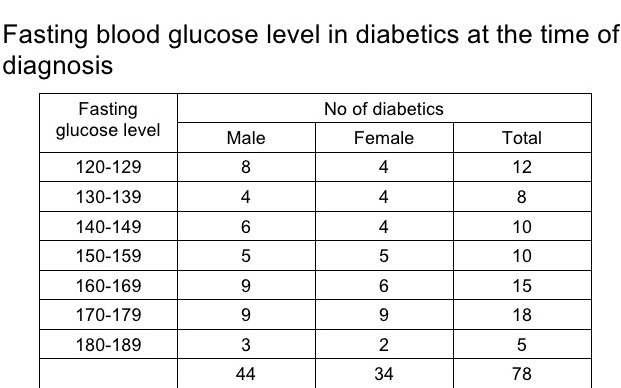 Fasting blood glucose level in diabetics at the time of
diagnosis
Fasting
glucose level
No of diabetics
Male Female Total
120-129 8 4 12
130-139 4 4 8
140-149 6 4 10
150-159 5 5 10
160-169 9 6 15
170-179 9 9 18
180-189 3 2 5
44 34 78